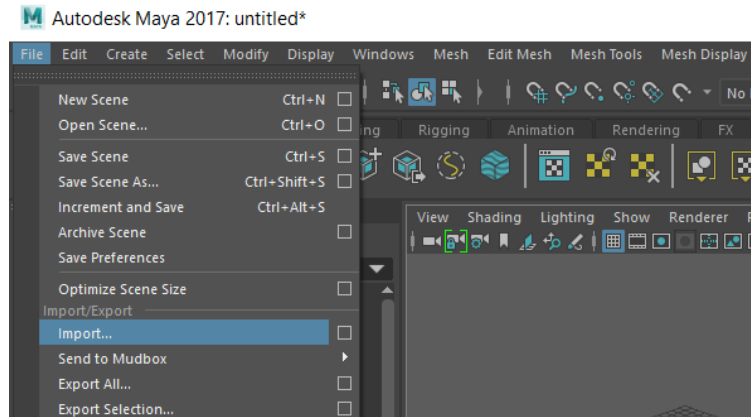 Autodesk Maya 2017: untitled*
File Edit Create Select Modify Display Windows Mesh Edit Mesh Mesh Tools Mesh Display
No
New Scene Ctrl+N
Open Scene... Ctrl+O
Rigging Animation Rendering FX
Save Scene Ctrl+S
Save Scene As... Ctrl+Shift+S
Increment and Save Ctrl+Alt+S
Archive Scene
Save Preferences
View Shading Lighting Show Renderer
Optimize Scene Size
Import/Export
Import...
Send to Mudbox
Export All...
Export Selection...